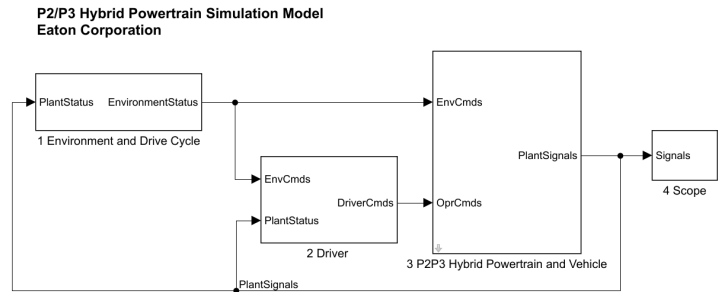 P2/P3 Hybrid Powertrain Simulation Model
Eaton Corporation
PlantStatus
EnvironmentStatus
1 Environment and Drive Cycle
EnvCmds
PlantStatus
DriverCmds
2 Driver
EnvCmds
OprCmds
PlantSignals
3 P2P3 Hybrid Powertrain and Vehicle
Signals
4 Scope
PlantSignals